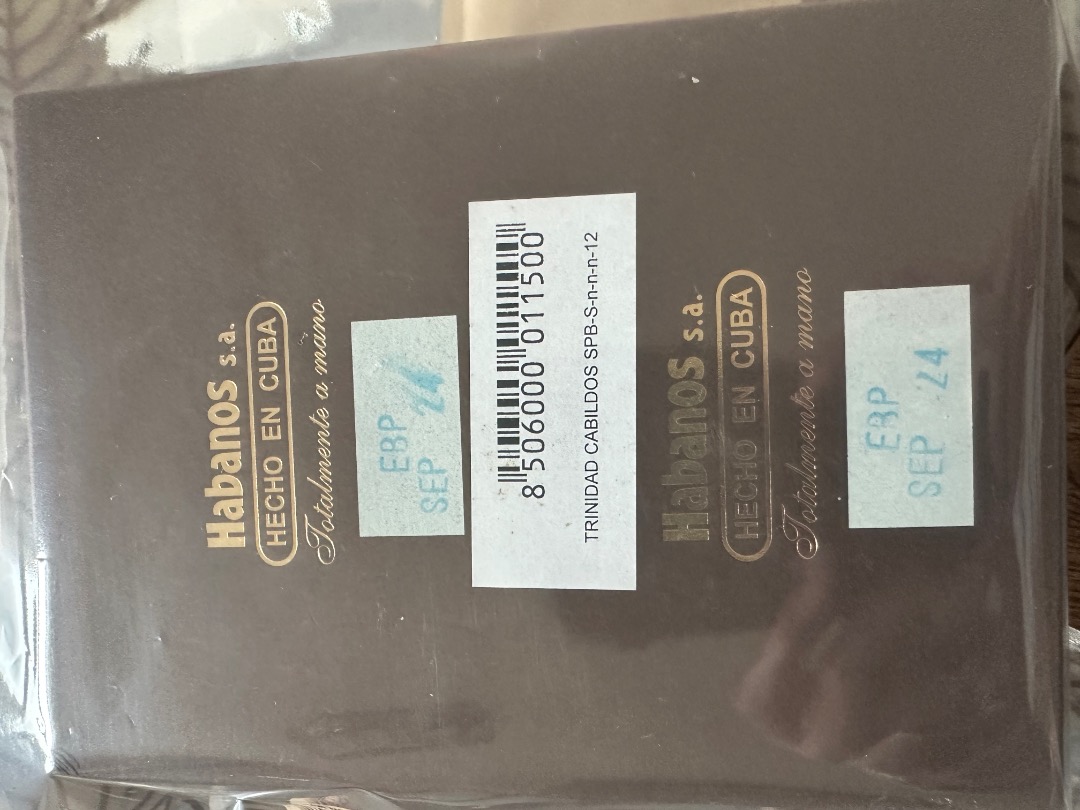 Habanos s.a.
HECHO EN CUBA
Totalmente a mano
EBP
SEP 24
8 506000 011500
TRINIDAD CABILDOS SPB-S-n-n-n-12
Habanos s.a.
HECHO EN CUBA
Totalmente a mano
EBP
SEP 24